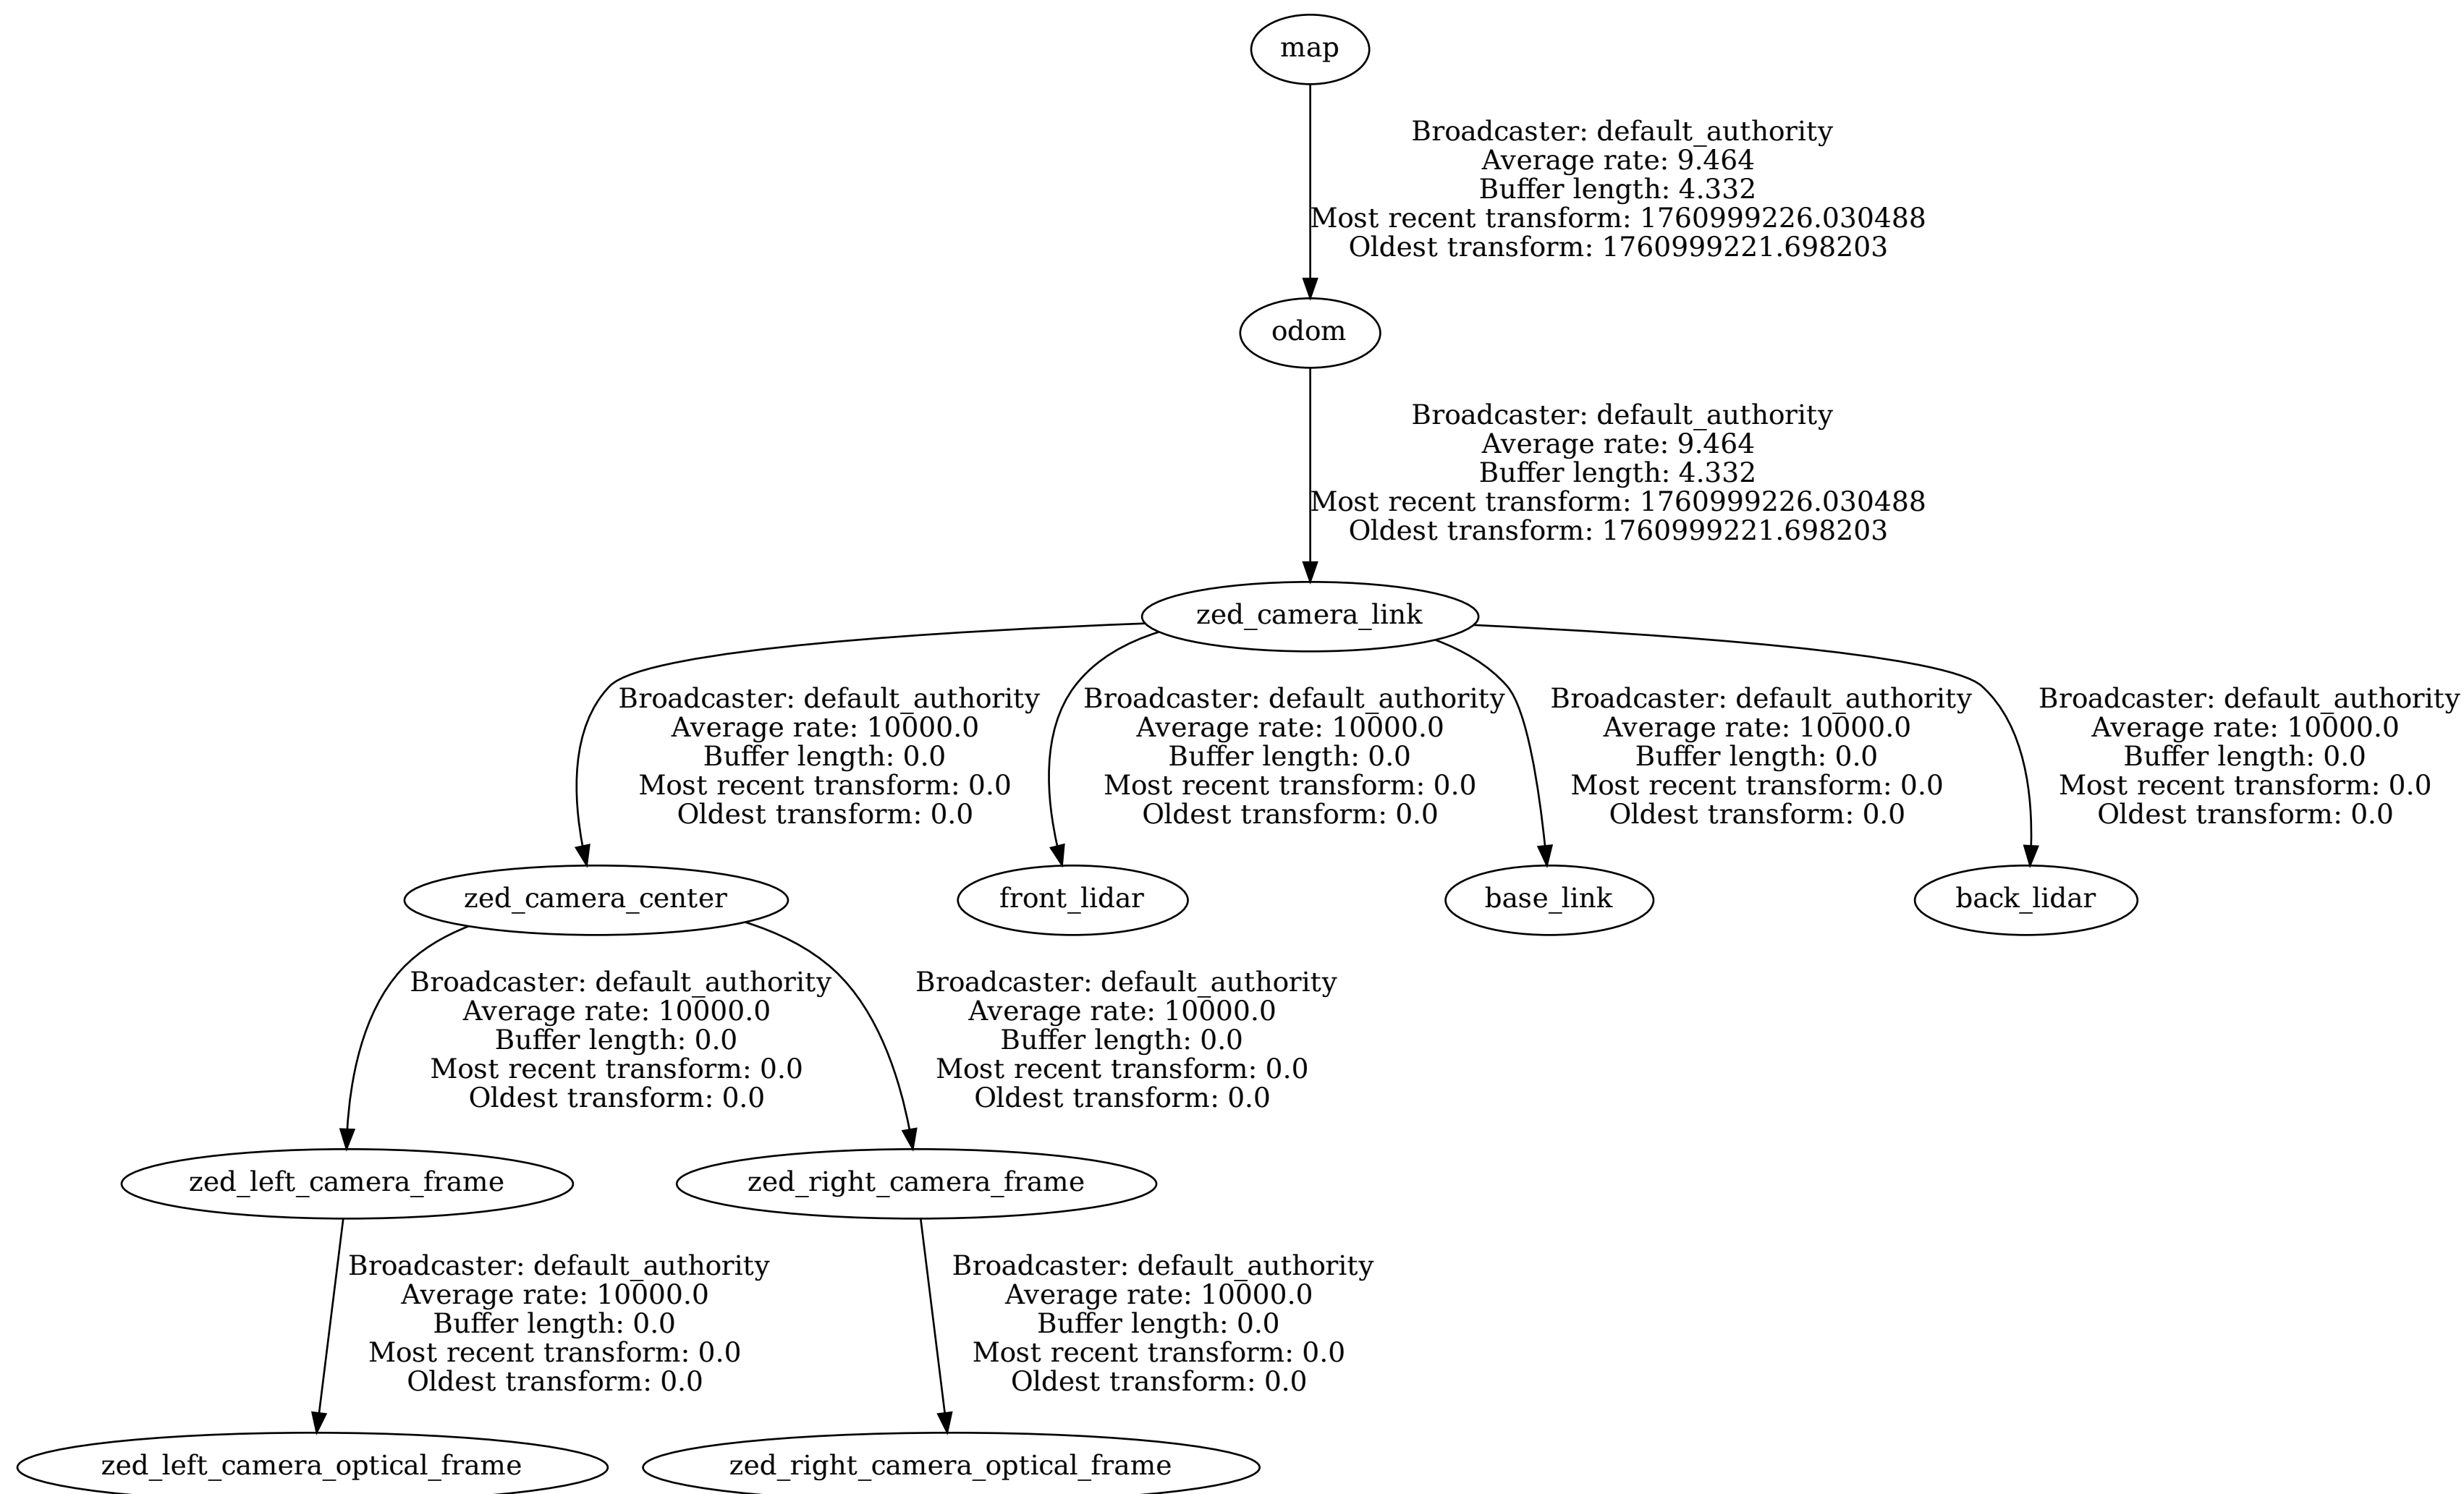 map
Broadcaster: default_authority
Average rate: 9.464
Buffer length: 4.332
Most recent transform: 1760999226.030488
Oldest transform: 1760999221.698203
odom
Broadcaster: default_authority
Average rate: 9.464
Buffer length: 4.332
Most recent transform: 1760999226.030488
Oldest transform: 1760999221.698203
zed_camera_link
Broadcaster: default_authority
Average rate: 10000.0
Buffer length: 0.0
Most recent transform: 0.0
Oldest transform: 0.0
Broadcaster: default_authority
Average rate: 10000.0
Buffer length: 0.0
Most recent transform: 0.0
Oldest transform: 0.0
Broadcaster: default_authority
Average rate: 10000.0
Buffer length: 0.0
Most recent transform: 0.0
Oldest transform: 0.0
Broadcaster: default_authority
Average rate: 10000.0
Buffer length: 0.0
Most recent transform: 0.0
Oldest transform: 0.0
zed_camera_center
front_lidar
base_link
back_lidar
Broadcaster: default_authority
Average rate: 10000.0
Buffer length: 0.0
Most recent transform: 0.0
Oldest transform: 0.0
Broadcaster: default_authority
Average rate: 10000.0
Buffer length: 0.0
Most recent transform: 0.0
Oldest transform: 0.0
zed_left_camera_frame
zed_right_camera_frame
Broadcaster: default_authority
Average rate: 10000.0
Buffer length: 0.0
Most recent transform: 0.0
Oldest transform: 0.0
Broadcaster: default_authority
Average rate: 10000.0
Buffer length: 0.0
Most recent transform: 0.0
Oldest transform: 0.0
zed_left_camera_optical_frame
zed_right_camera_optical_frame